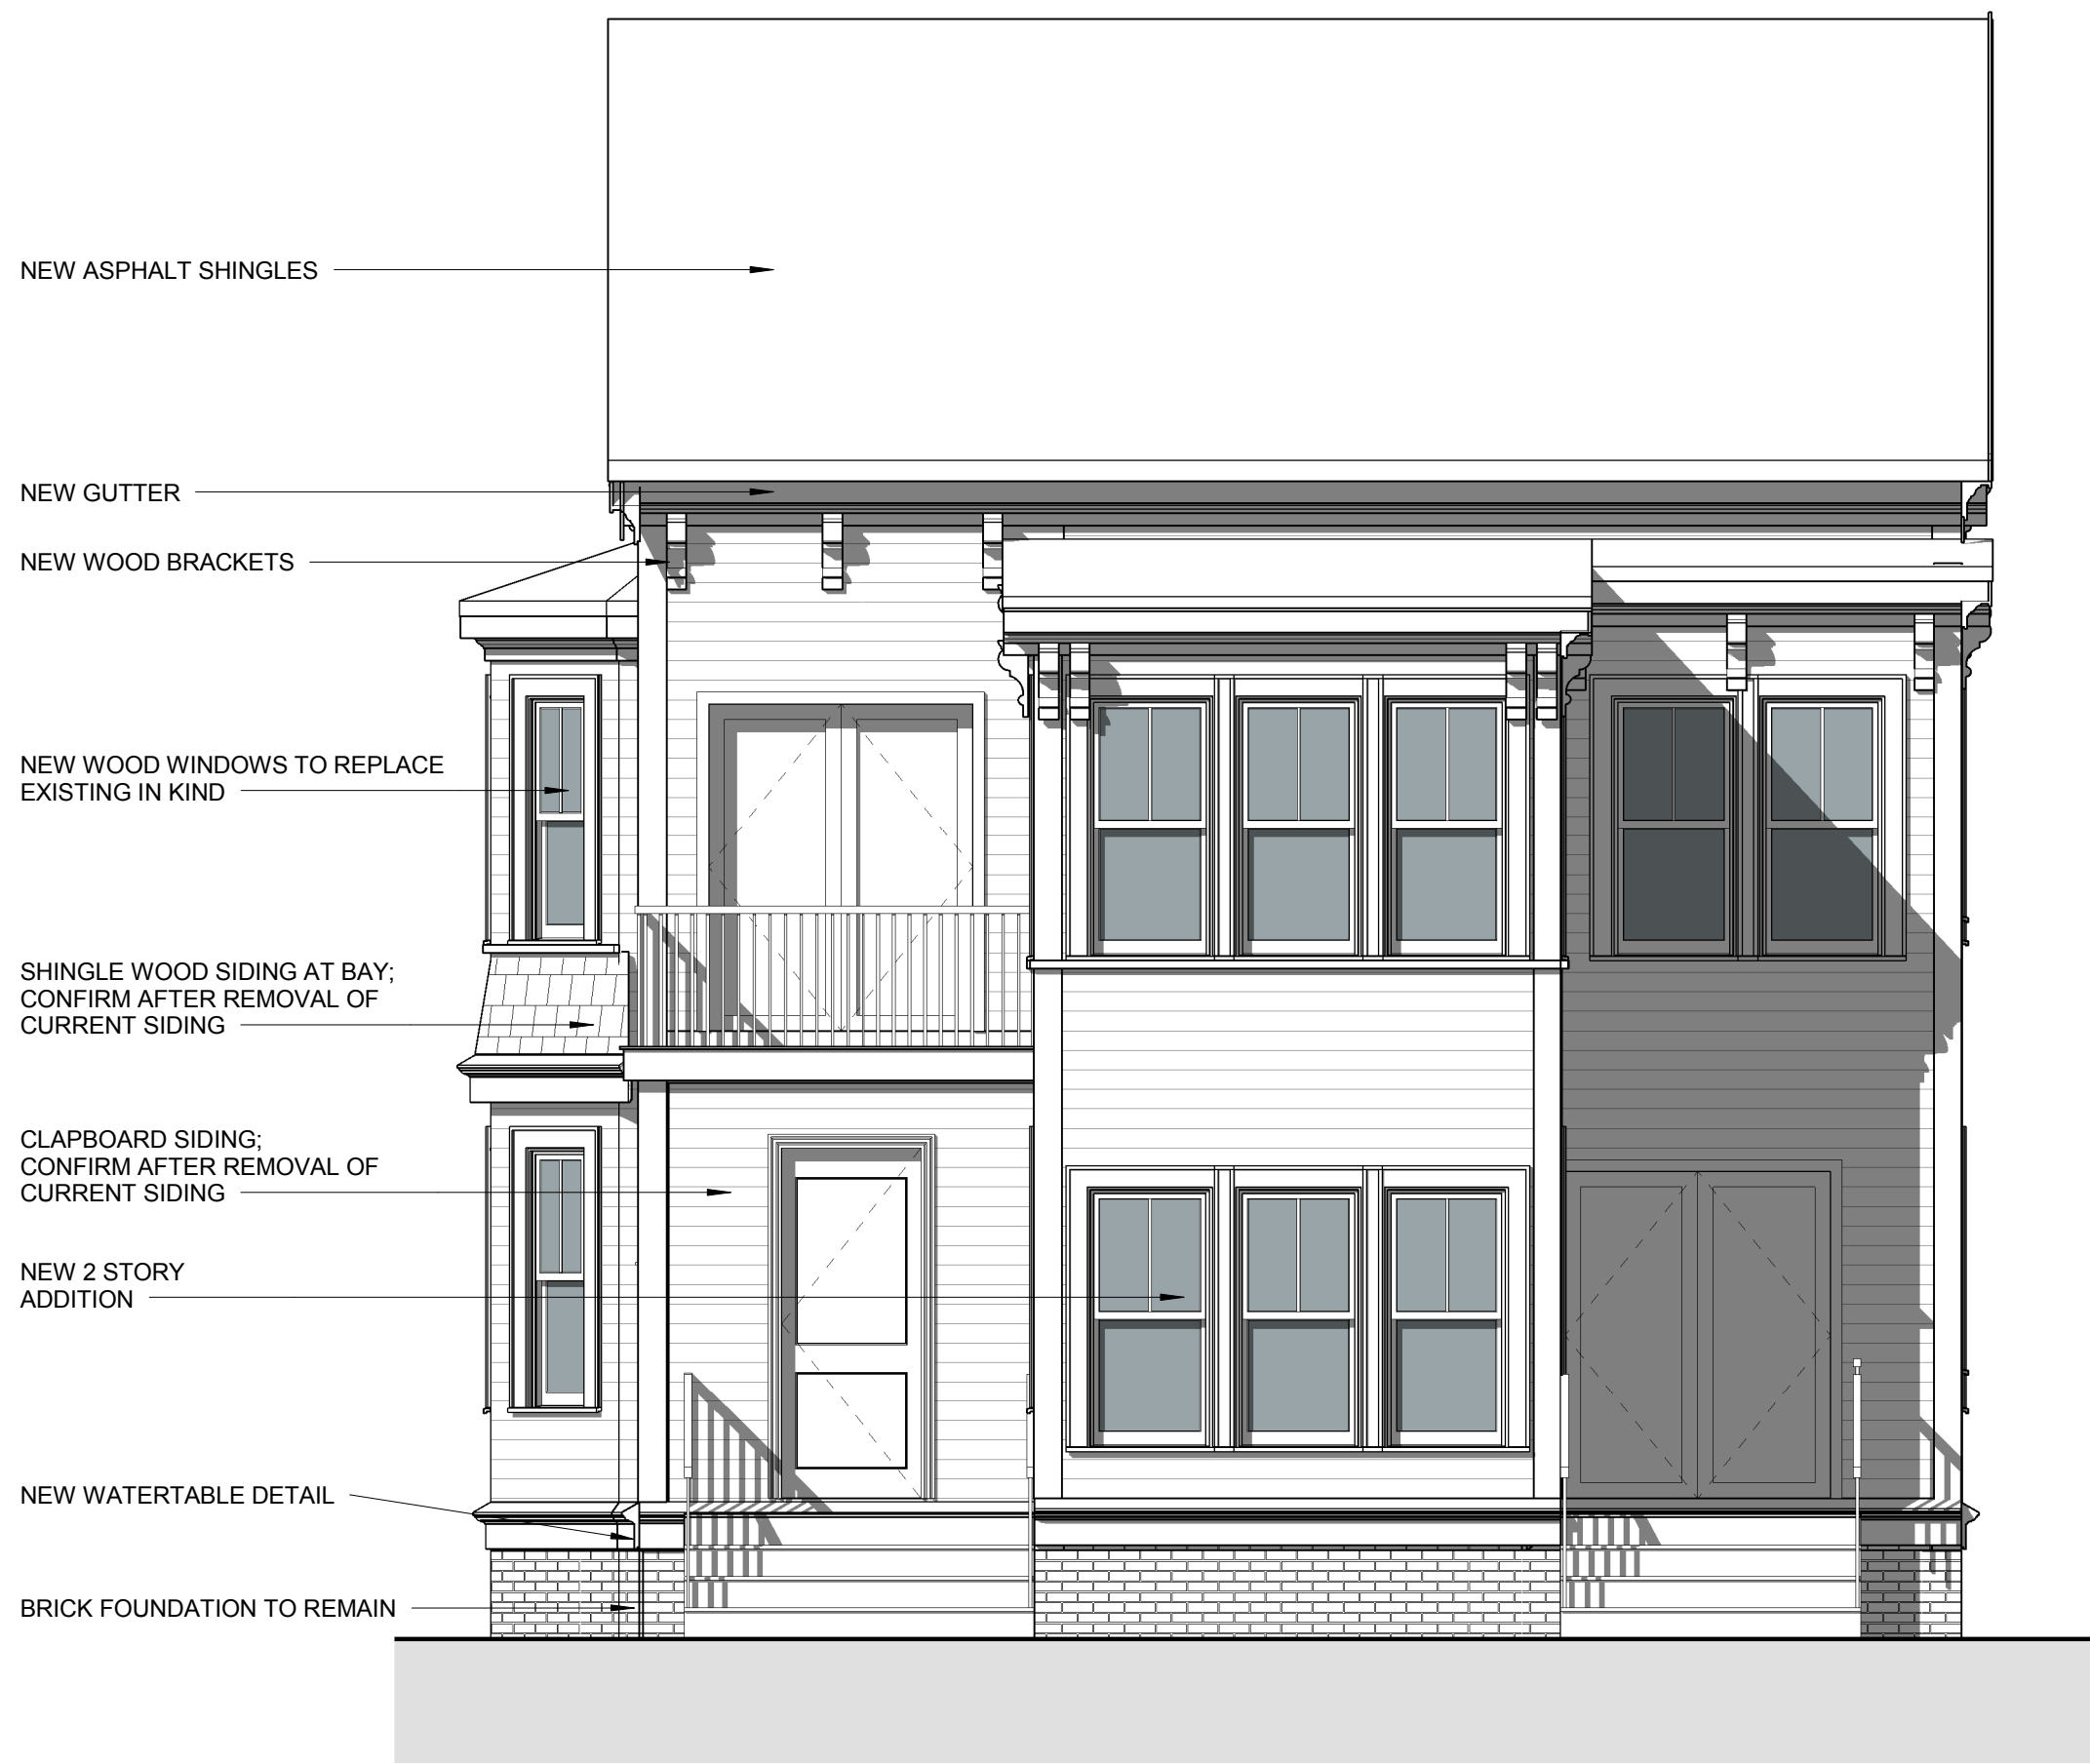 NEW ASPHALT SHINGLES
NEW GUTTER
NEW WOOD BRACKETS
NEW WOOD WINDOWS TO REPLACE
EXISTING IN KIND
SHINGLE WOOD SIDING AT BAY;
CONFIRM AFTER REMOVAL OF
CURRENT SIDING
CLAPBOARD SIDING;
CONFIRM AFTER REMOVAL OF
CURRENT SIDING
NEW 2 STORY
ADDITION
NEW WATERTABLE DETAIL
BRICK FOUNDATION TO REMAIN